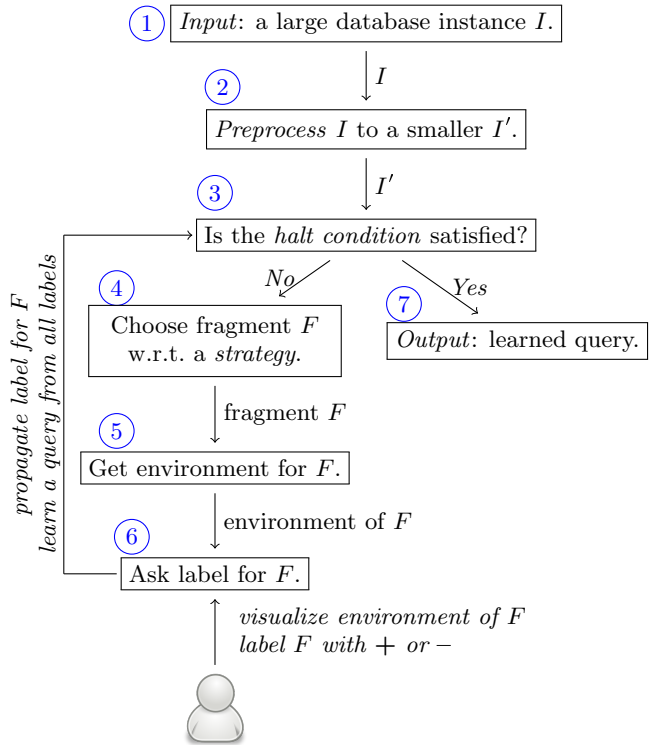 1 Input: a large database instance I.
I
2
Preprocess I to a smaller I′.
I′
3
Is the halt condition satisfied?
No
Yes
4
Choose fragment F
w.r.t. a strategy.
7
Output: learned query.
fragment F
5
Get environment for F.
environment of F
6
Ask label for F.
propagate label for F
learn a query from all labels
visualize environment of F
label F with + or −